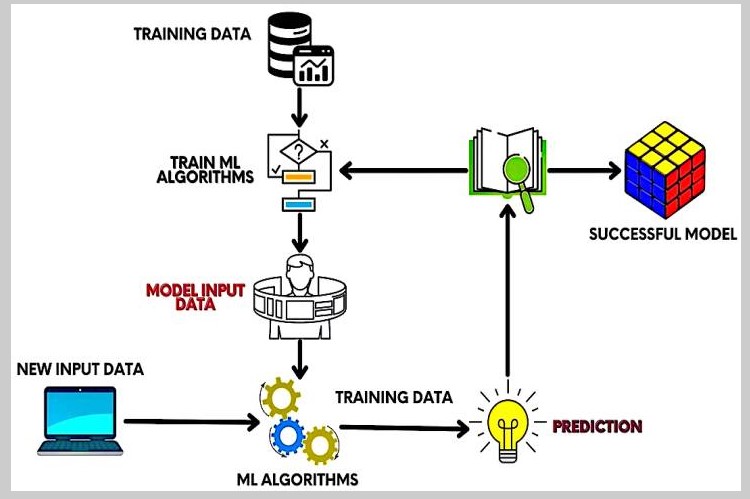 TRAINING DATA
TRAIN ML
ALGORITHMS
?
X
SUCCESSFUL MODEL
MODEL INPUT
DATA
NEW INPUT DATA
TRAINING DATA
PREDICTION
ML ALGORITHMS